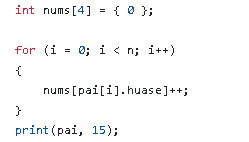 int nums[4] = { 0 };
for (i = 0; i < n; i++)
{
nums[pai[i].huase]++;
}
print(pai, 15);